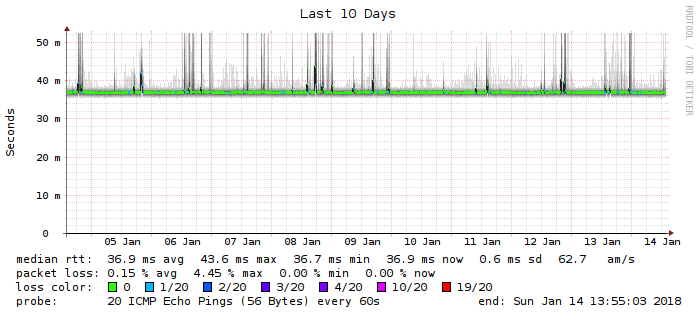 Last 10 Days
RRDTOOL / TOBI OETIKER
Seconds
50 m
40 m
30 m
20 m
10 m
0
05 Jan 06 Jan 07 Jan 08 Jan 09 Jan 10 Jan 11 Jan 12 Jan 13 Jan 14 Jan
median rtt: 36.9 ms avg 43.6 ms max 36.7 ms min 36.9 ms now 0.6 ms sd 62.7 am/s
packet loss: 0.15 % avg 4.45 % max 0.00 % min 0.00 % now
loss color: 0 1/20 2/20 3/20 4/20 10/20 19/20
probe: 20 ICMP Echo Pings (56 Bytes) every 60s end: Sun Jan 14 13:55:03 2018